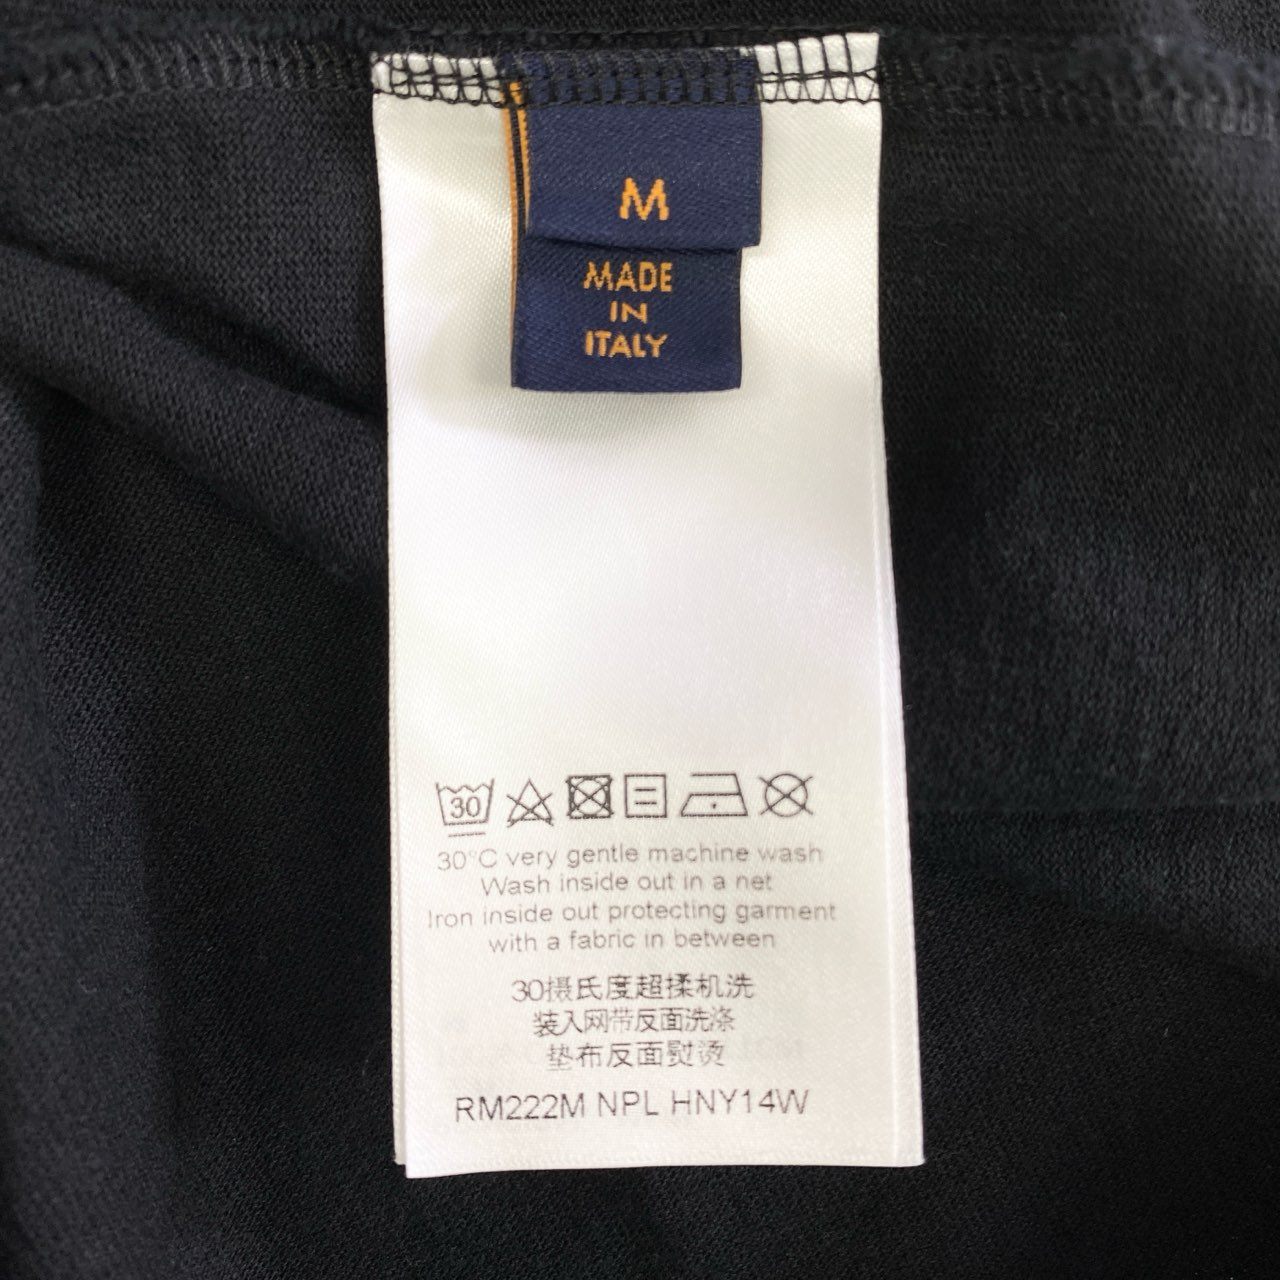 M
MADE
IN
ITALY
30
30°C very gentle machine wash
Wash inside out in a net
Iron inside out protecting garment
with a fabric in between
30摄氏度超揉机洗
装入网带反面洗涤
垫布反面熨烫
RM222M NPL HNY14W